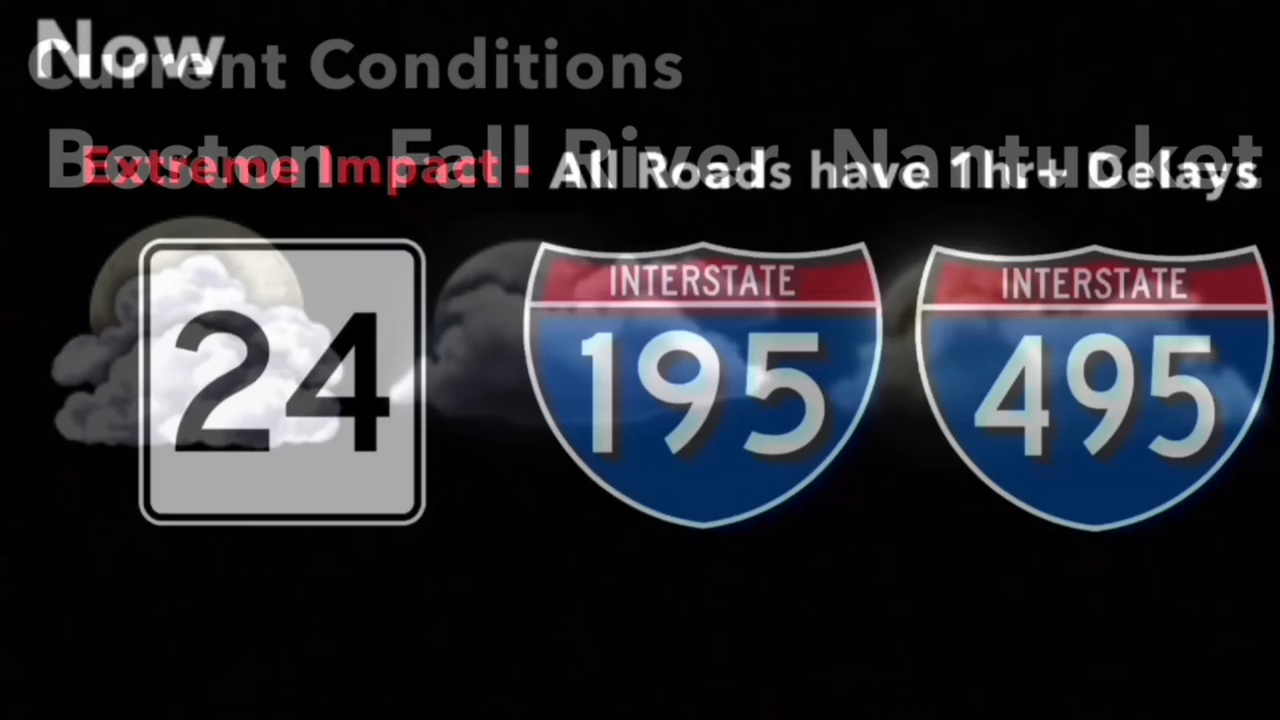 Now
Current Conditions
Boston Fall River Nantucket
Extreme Impact - All Roads have 1hr+ Delays
24
INTERSTATE
195
INTERSTATE
495